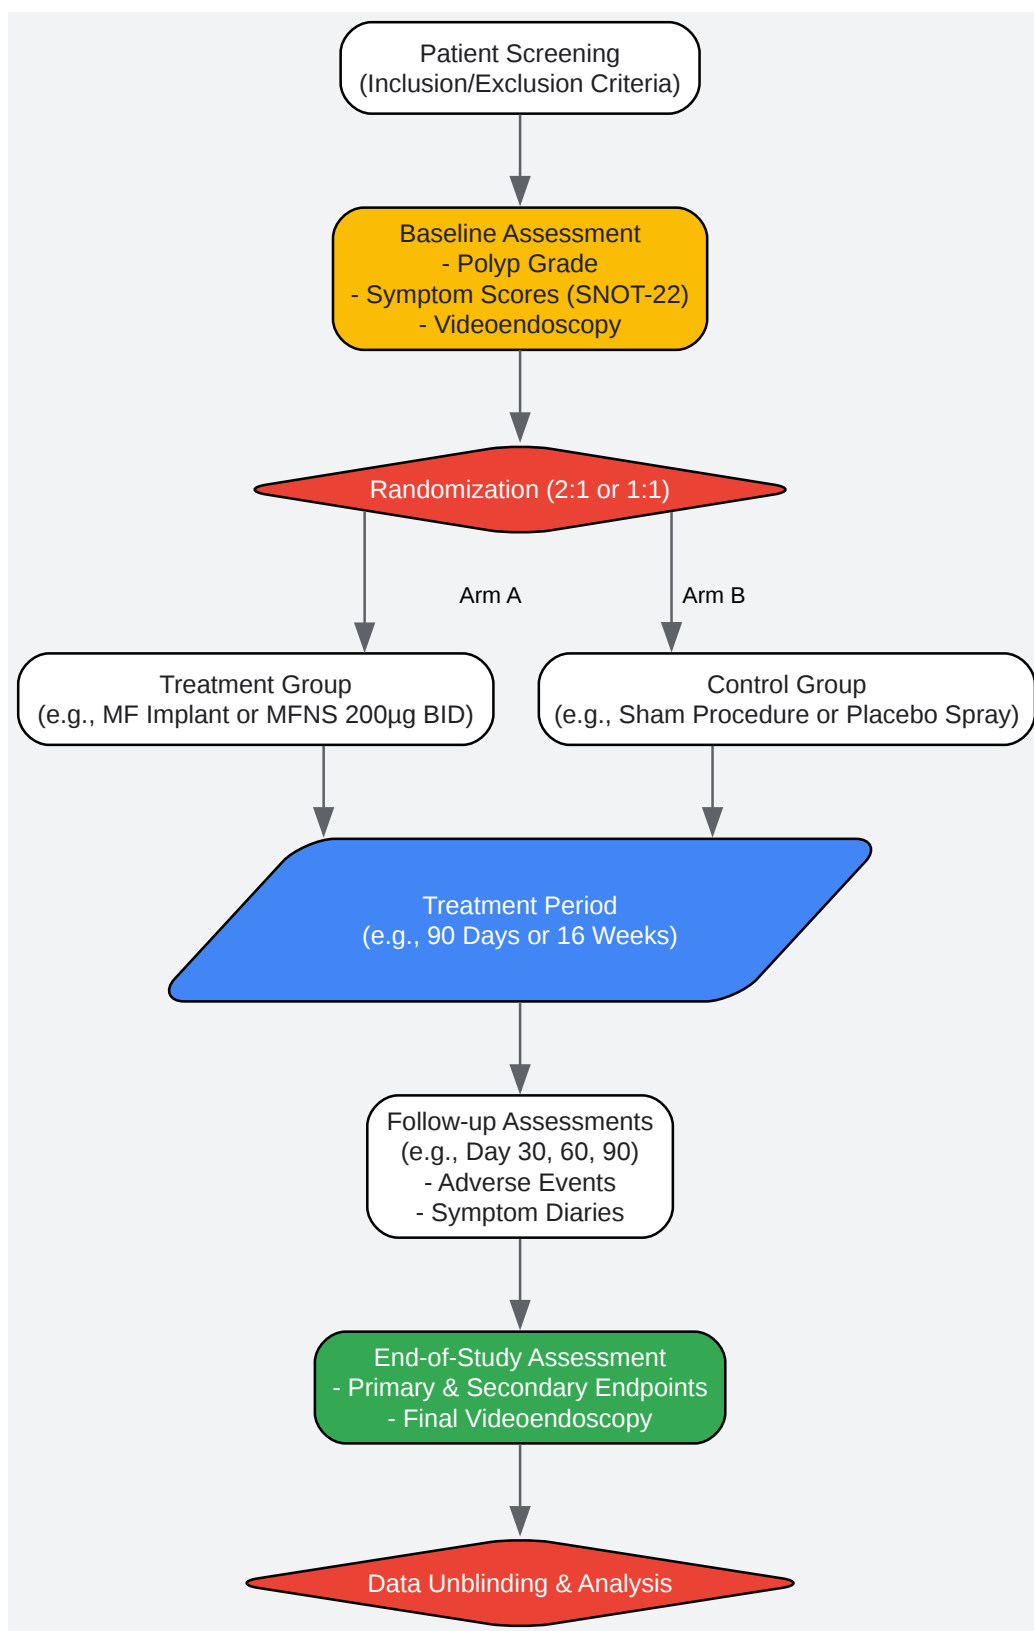 Patient Screening
(Inclusion/Exclusion Criteria)
Baseline Assessment
- Polyp Grade
- Symptom Scores (SNOT-22)
- Videoendoscopy
Randomization (2:1 or 1:1)
Arm A
Arm B
Treatment Group
(e.g., MF Implant or MFNS 200µg BID)
Control Group
(e.g., Sham Procedure or Placebo Spray)
Treatment Period
(e.g., 90 Days or 16 Weeks)
Follow-up Assessments
(e.g., Day 30, 60, 90)
- Adverse Events
- Symptom Diaries
End-of-Study Assessment
- Primary & Secondary Endpoints
- Final Videoendoscopy
Data Unblinding & Analysis